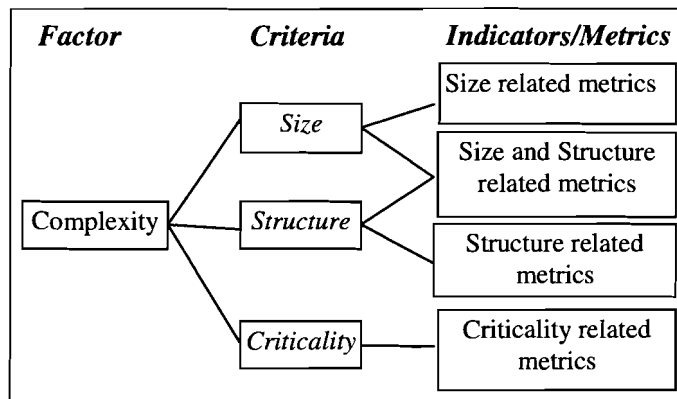 Factor Criteria Indicators/Metrics
Size related metrics
Size
Size and Structure
related metrics
Complexity
Structure
Structure related
metrics
Criticality
Criticality related
metrics